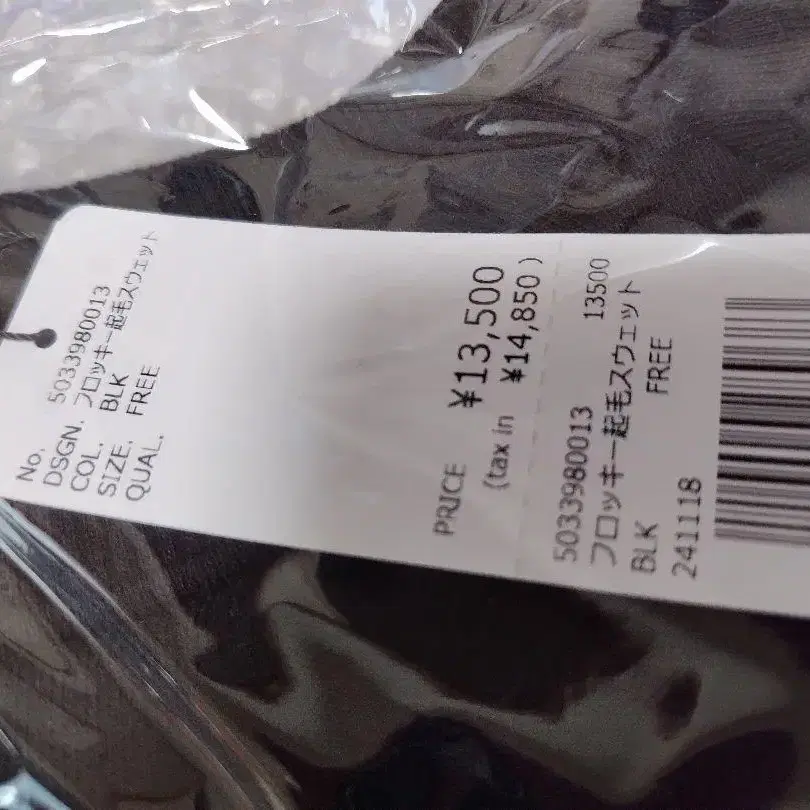 No. 5033980013
DSGN. フロッキー起毛スウェット
COL. BLK
SIZE. FREE
QUAL.
PRICE ¥13,500
(tax in ¥14,850 )
5033980013 13500
フロッキー起毛スウェット
BLK FREE
241118